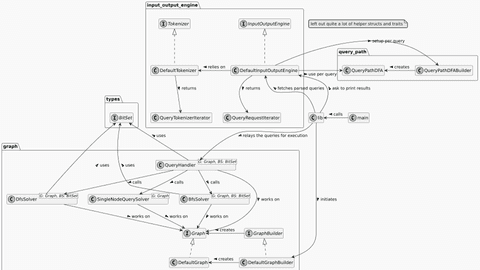 input_output_engine
Tokenizer
InputOutputEngine
left out quite a lot of helper structs and traits
setup per query
query_path
DefaultTokenizer
relies on
DefaultInputOutputEngine
QueryPathDFA
creates
QueryPathDFABuilder
use per query
returns
returns
fetches parsed queries
ask to print results
types
BitSet
QueryTokenIterator
QueryRequestIterator
lib
calls
main
uses
relays the queries for execution
graph
QueryHandler
G: Graph, BS: BitSet
uses
uses
calls
calls
calls
DfsSolver
G: Graph, BS: BitSet
SingleNodeQuerySolver
G: Graph
BfsSolver
G: Graph, BS: BitSet
works on
initiates
works on
works on
works on
Graph
creates
GraphBuilder
DefaultGraph
creates
DefaultGraphBuilder